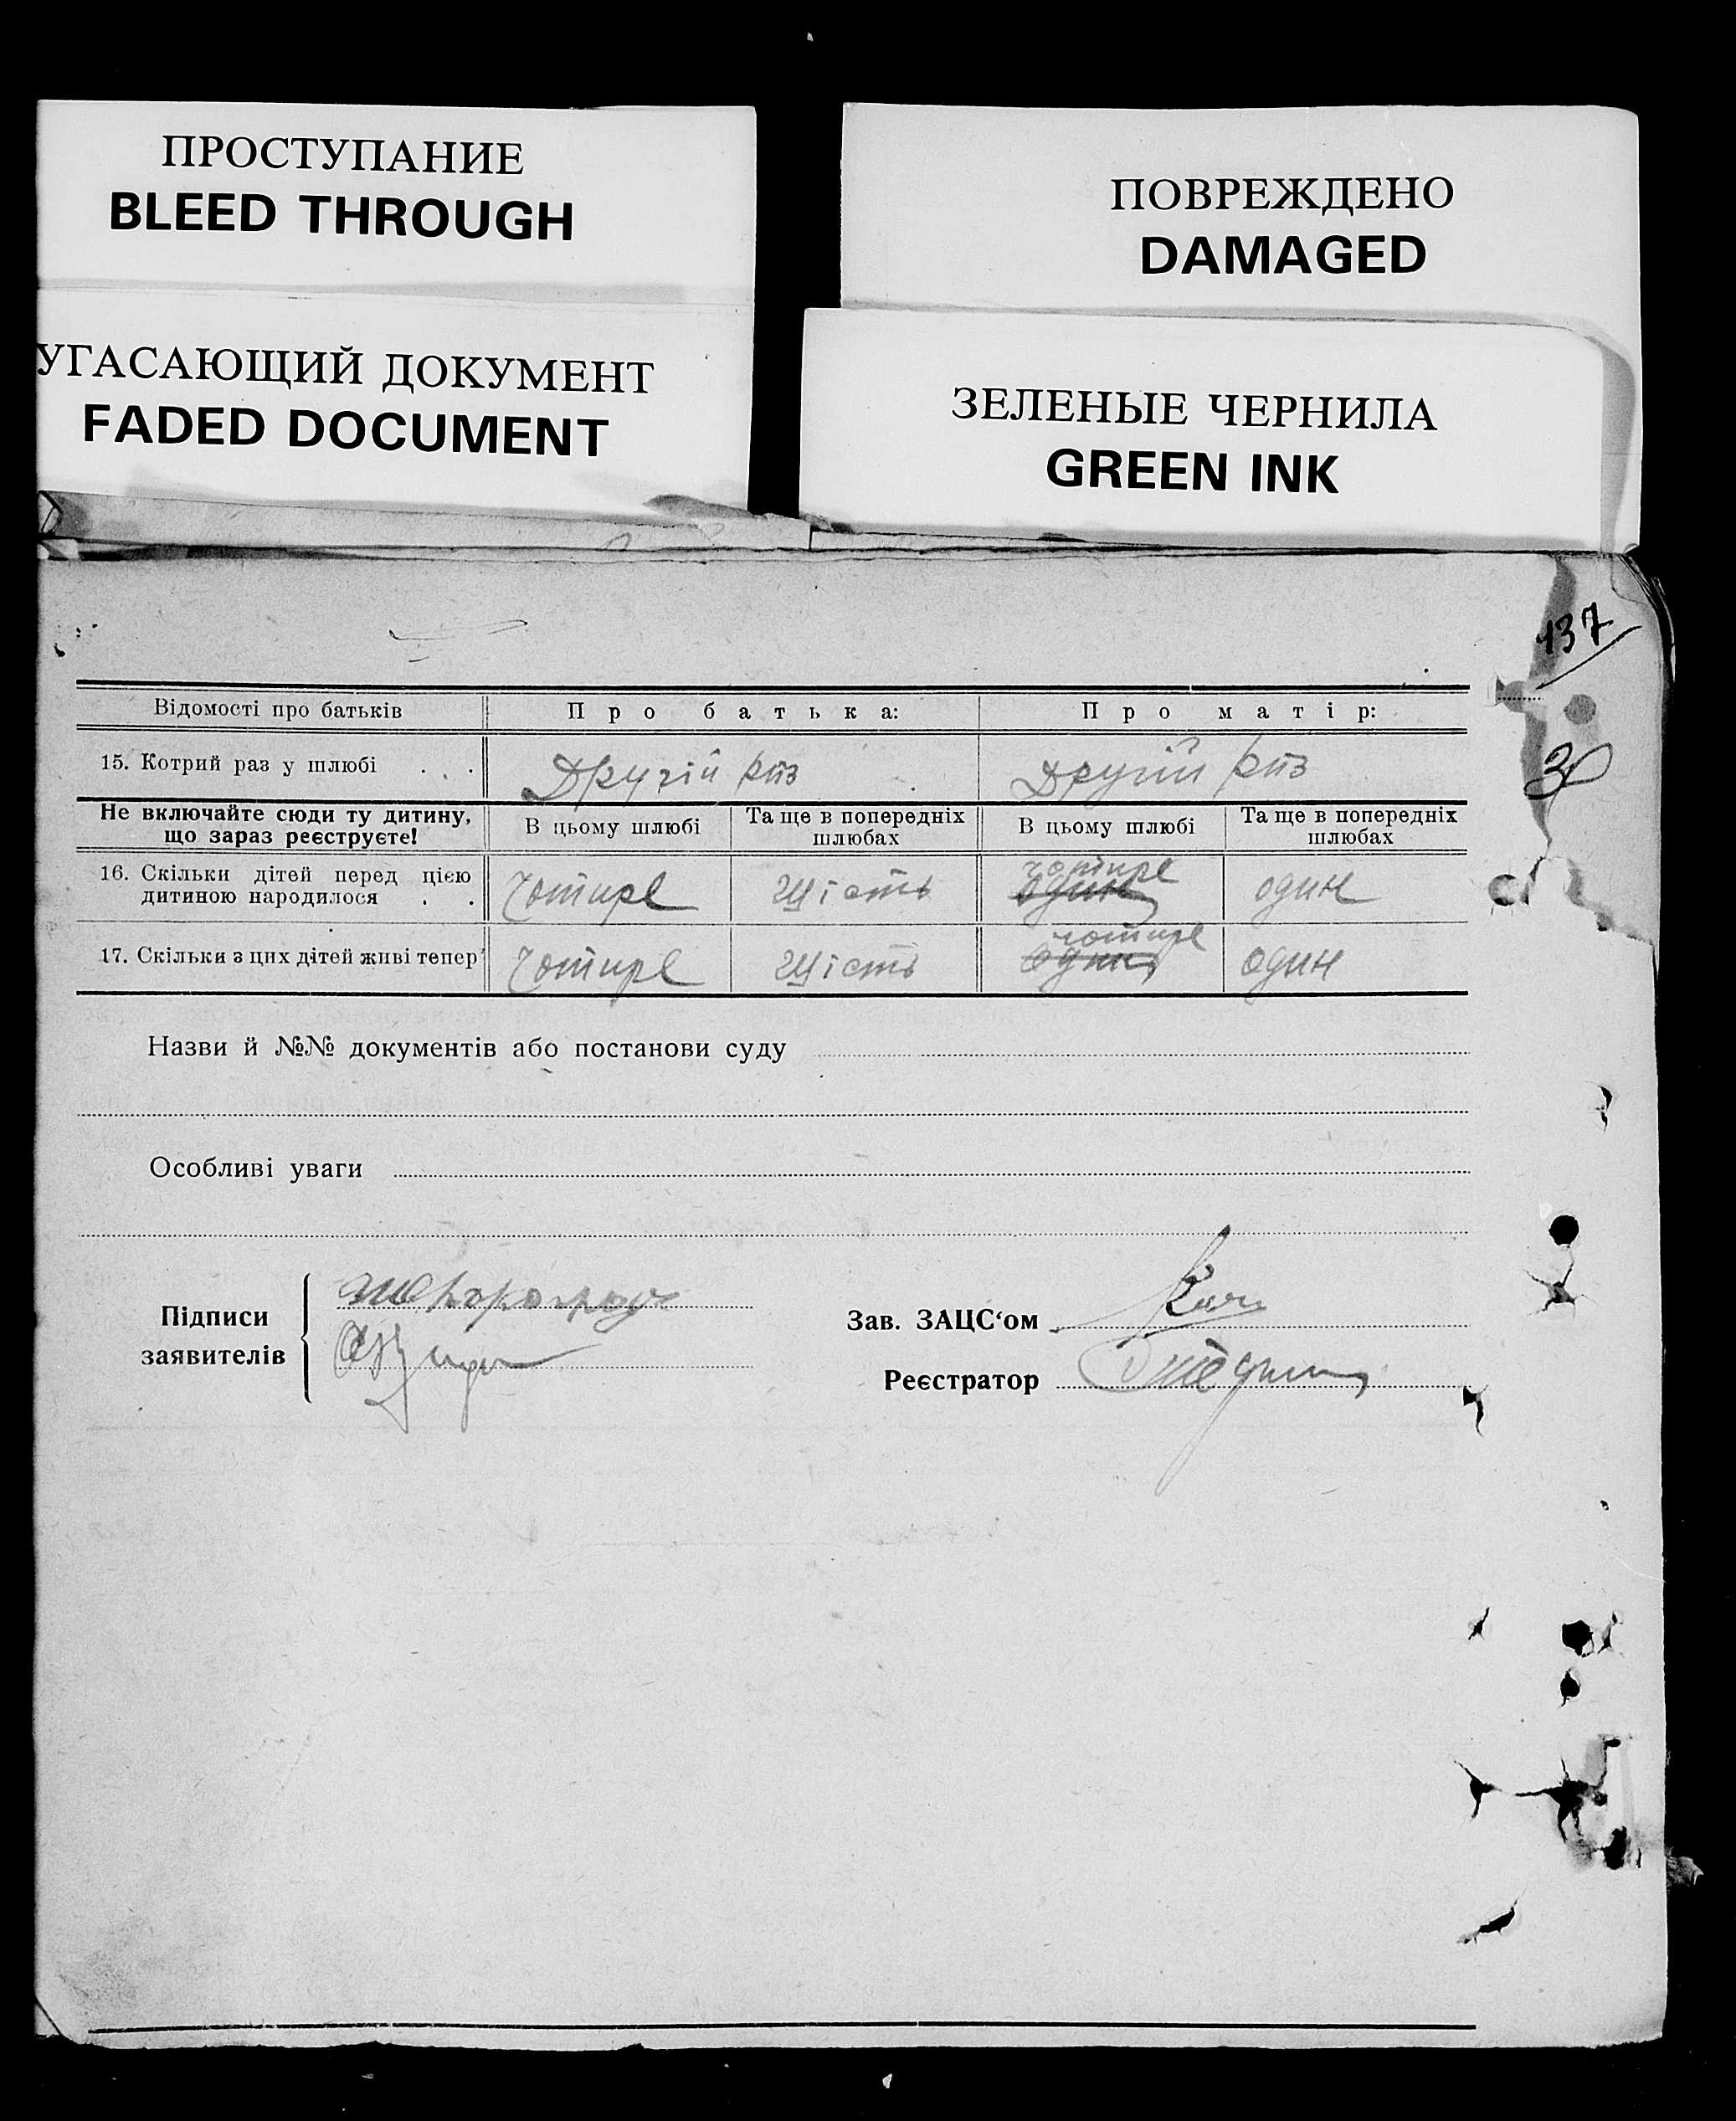 ПРОСТУПАНИЕ
BLEED THROUGH
ПОВРЕЖДЕНО
DAMAGED
УГАСАЮЩИЙ ДОКУМЕНТ
FADED DOCUMENT
ЗЕЛЕНЫЕ ЧЕРНИЛА
GREEN INK
137
Відомості про батьків Про батька: Про матір:
15. Котрий раз у шлюбі . . . Другій раз Другій раз
30
Не включайте сюди ту дитину, що зараз реєструєте!
В цьому шлюбі Та ще в попередніх шлюбах В цьому шлюбі Та ще в попередніх шлюбах
16. Скільки дітей перед цією
дитиною народилося . . чотире шість один чотире один
17. Скільки з цих дітей живі тепер чотире шість один чотире один
Назви й №№ документів або постанови суду
Особливі уваги
Підписи
заявителів
Зав. ЗАЦС‘ом
Реєстратор